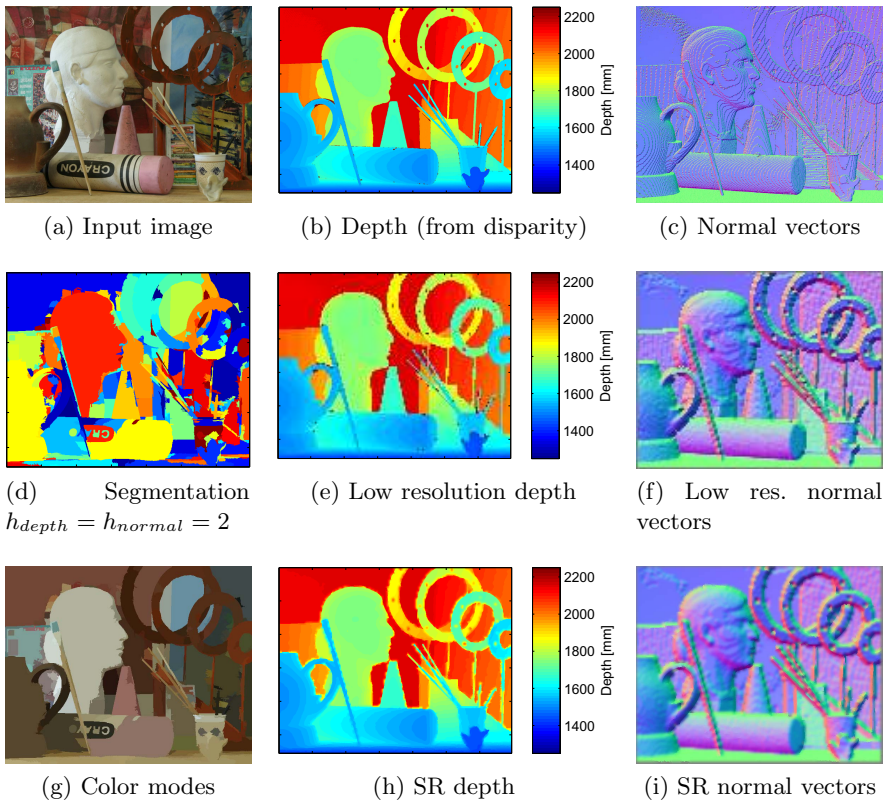 CRAYON
2200
2000
1800
1600
1400
Depth [mm]
(a) Input image
(b) Depth (from disparity)
(c) Normal vectors
CRA
2200
2000
1800
1600
1400
Depth [mm]
(d) Segmentation
h_{depth} = h_{normal} = 2
(e) Low resolution depth
(f) Low res. normal
vectors
CRA
2200
2000
1800
1600
1400
Depth [mm]
(g) Color modes
(h) SR depth
(i) SR normal vectors